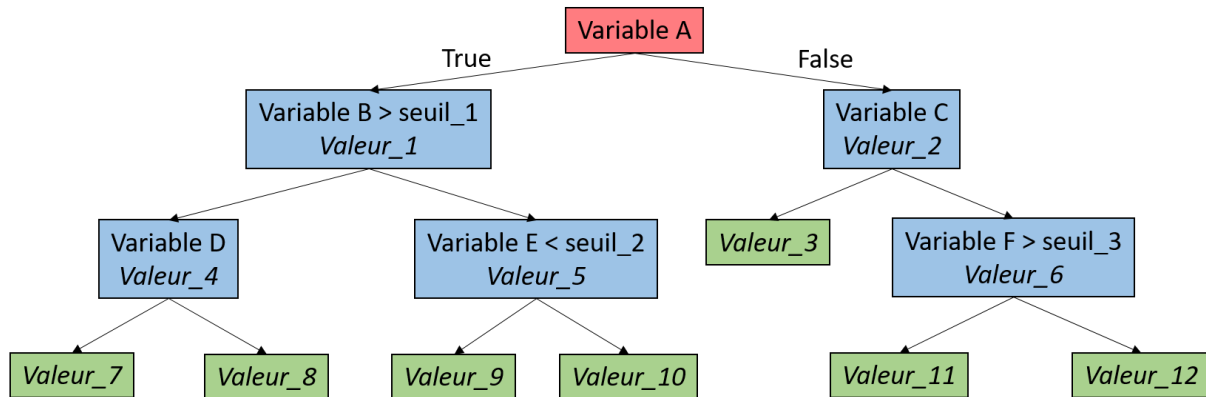 Variable A
True
False
Variable B > seuil_1
Valeur_1
Variable C
Valeur_2
Variable D
Valeur_4
Variable E < seuil_2
Valeur_5
Valeur_3
Variable F > seuil_3
Valeur_6
Valeur_7
Valeur_8
Valeur_9
Valeur_10
Valeur_11
Valeur_12